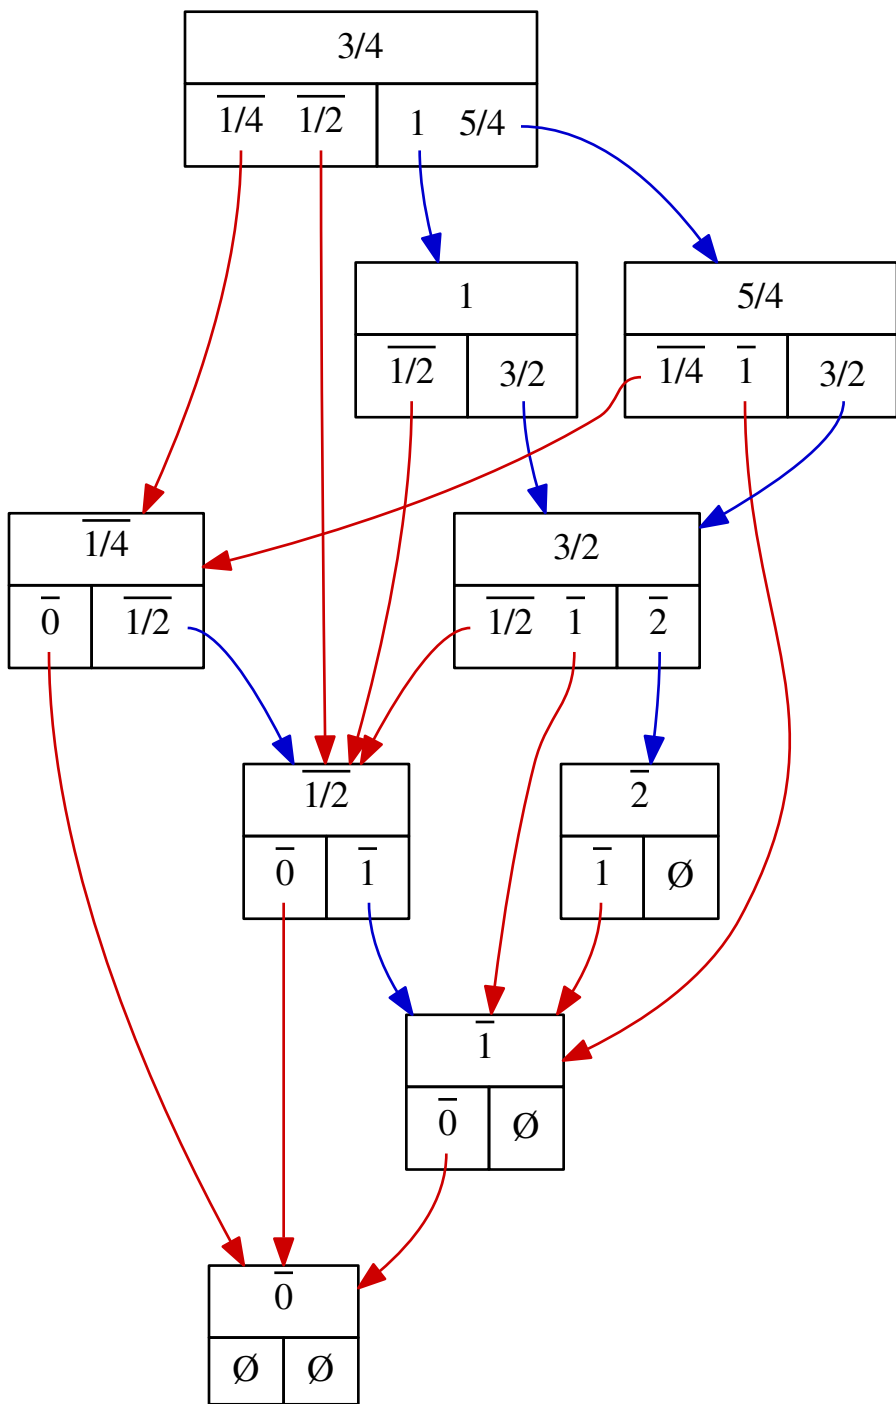 3/4
1/4̅ 1/2̅ 1 5/4
1 5/4
1/2̅ 3/2 1/4̅ 1̅ 3/2
1/4̅ 3/2
0̅ 1/2̅ 1/2̅ 1̅ 2̅
1/2̅ 2̅
0̅ 1̅ 1̅ Ø
1̅
0̅ Ø
0̅
Ø Ø